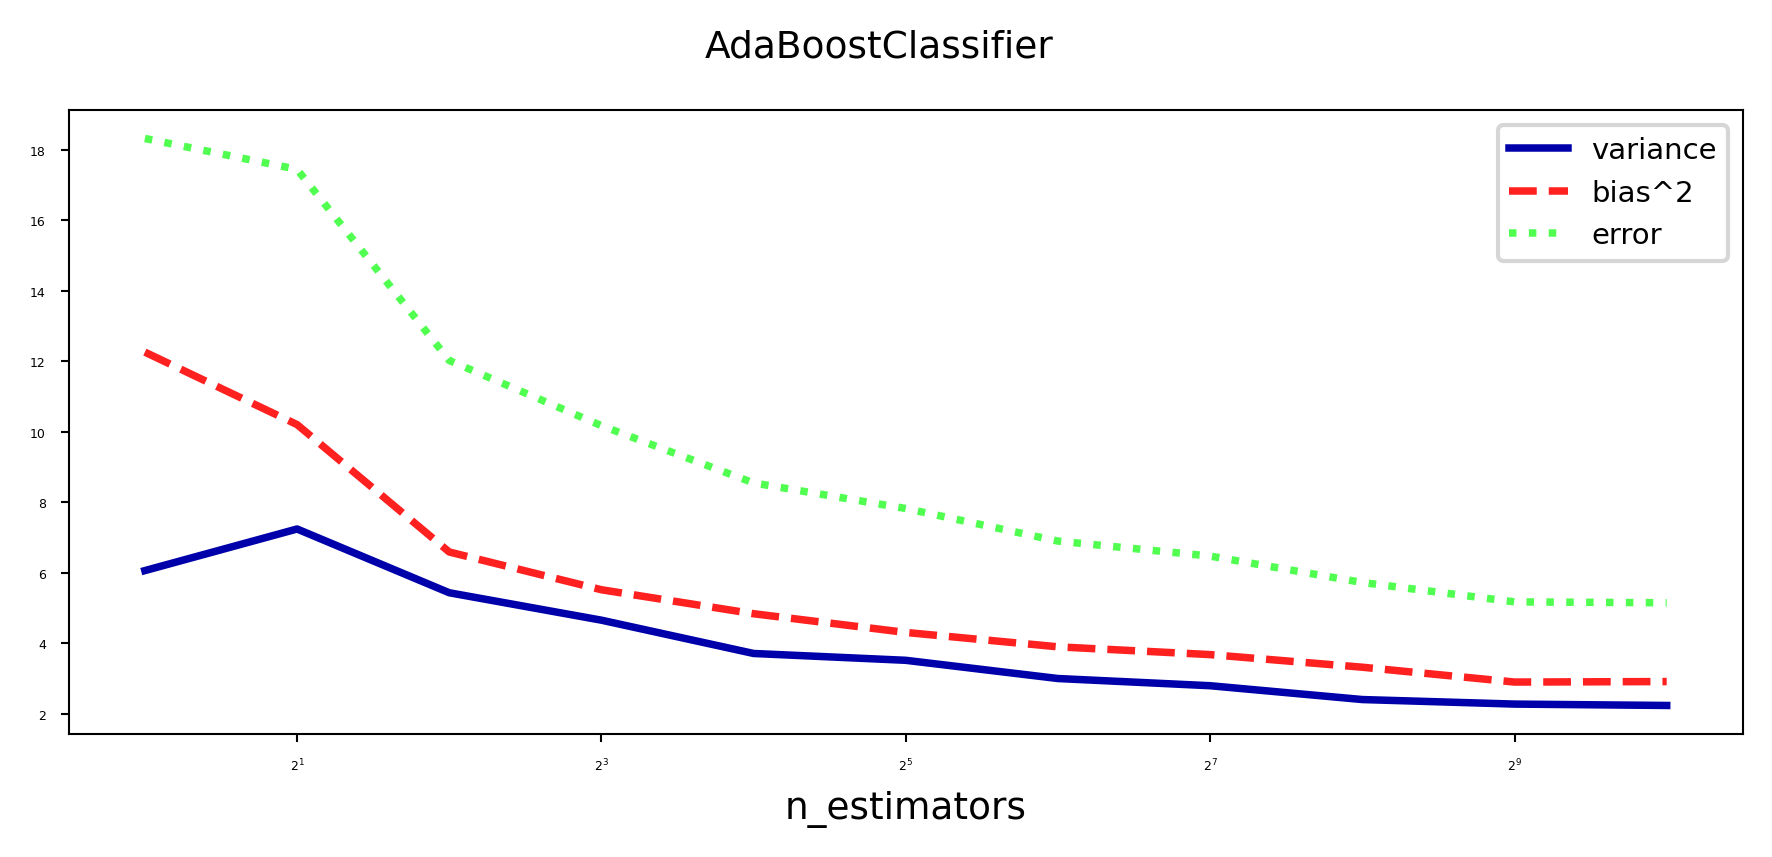 AdaBoostClassifier
18
16
14
12
10
8
6
4
2
variance
bias^2
error
2¹ 2³ 2⁵ 2⁷ 2⁹
n_estimators